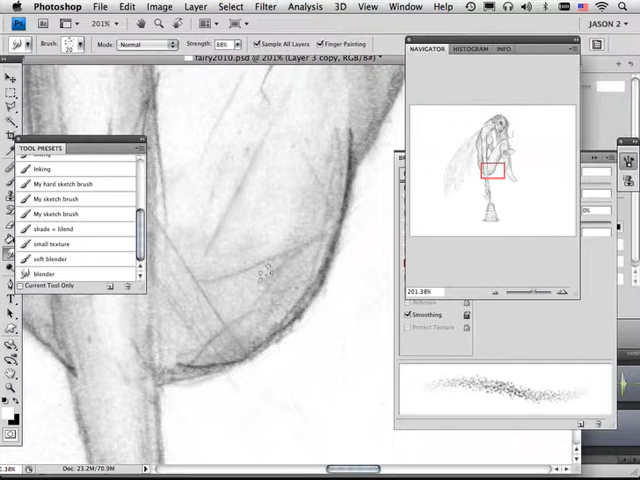 Photoshop File Edit Image Layer Select Filter Analysis 3D View Window Help JASON 2
201%
Brush: 20 Mode: Normal Strength: 88% Sample All Layers Finger Painting
fairy2010.psd @ 201% (Layer 3 copy, RGB/8#) *
NAVIGATOR HISTOGRAM INFO
TOOL PRESETS
Inking
My hard sketch brush
My sketch brush
My sketch brush
shade + blend
small texture
soft blender
blender
Current Tool Only
201.38%
Airbrush
Smoothing
Protect Texture
Doc: 23.2M/70.9M